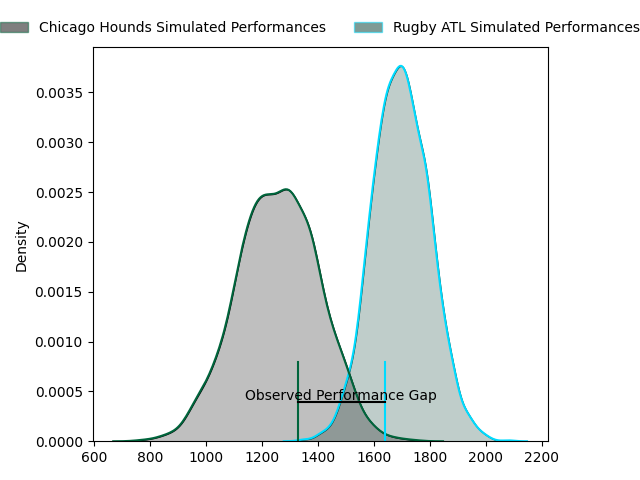 Chicago Hounds Simulated Performances
Rugby ATL Simulated Performances
Density
0.0035
0.0030
0.0025
0.0020
0.0015
0.0010
0.0005
0.0000
Observed Performance Gap
600 800 1000 1200 1400 1600 1800 2000 2200